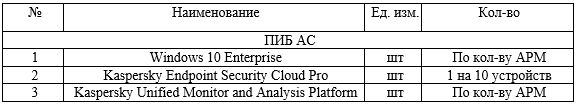 № Наименование Ед. изм. Кол-во
ПИБ АС
1 Windows 10 Enterprise шт По кол-ву АРМ
2 Kaspersky Endpoint Security Cloud Pro шт 1 на 10 устройств
3 Kaspersky Unified Monitor and Analysis Platform шт По кол-ву АРМ